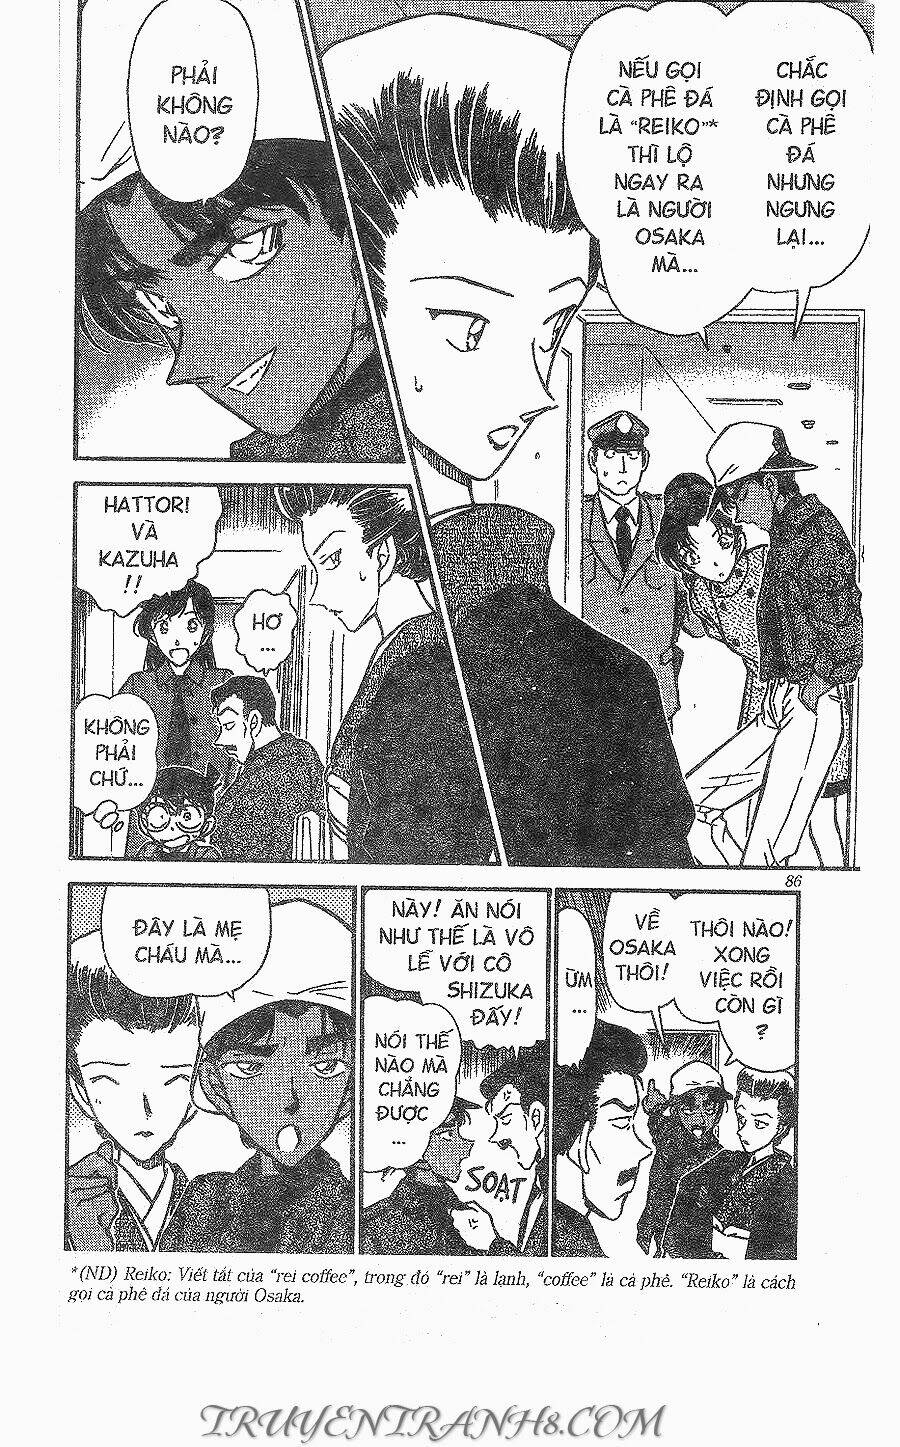 CHẮC
ĐỊNH GỌI
CÀ PHÊ
ĐÁ
NHƯNG
NGƯNG
LẠI...
NẾU GỌI
CÀ PHÊ ĐÁ
LÀ "REIKO"*
THÌ LỘ
NGAY RA
LÀ NGƯỜI
OSAKA
MÀ...
PHẢI
KHÔNG
NÀO?
HATTORI
VÀ
KAZUHA
!!
HƠ
...
KHÔNG
PHẢI
CHỨ...
86
THÔI NÀO!
XONG
VIỆC RỒI
CÒN GÌ
?
VỀ
OSAKA
THÔI!
ỪM
...
NÀY! ĂN NÓI
NHƯ THẾ LÀ VÔ
LỄ VỚI CÔ
SHIZUKA
ĐẤY!
NÓI THẾ
NÀO MÀ
CHẲNG
ĐƯỢC
...
SOẠT
ĐÂY LÀ MẸ
CHÁU MÀ...
*(ND) Reiko: Viết tắt của "rei coffee", trong đó "rei" là lạnh, "coffee" là cà phê. "Reiko" là cách
gọi cà phê đá của người Osaka.
TRUYENTRANH8.COM